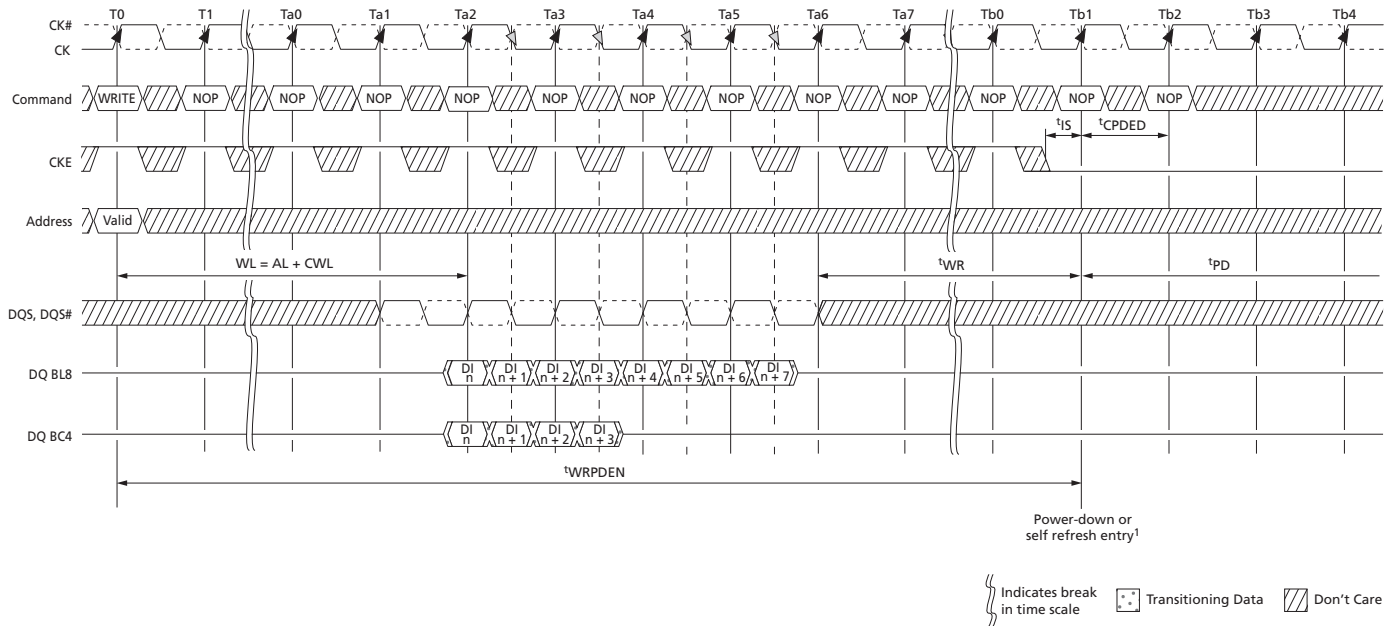 T0 T1 Ta0 Ta1 Ta2 Ta3 Ta4 Ta5 Ta6 Ta7 Tb0 Tb1 Tb2 Tb3 Tb4
CK#
CK
Command WRITE NOP NOP NOP NOP NOP NOP NOP NOP NOP NOP NOP NOP
tIS tCPDED
CKE
Address Valid
WL = AL + CWL tWR tPD
DQS, DQS#
DQ BL8 DI n DI n + 1 DI n + 2 DI n + 3 DI n + 4 DI n + 5 DI n + 6 DI n + 7
DQ BC4 DI n DI n + 1 DI n + 2 DI n + 3
tWRPDEN
Power-down or
self refresh entry1
Indicates break
in time scale
Transitioning Data
Don't Care